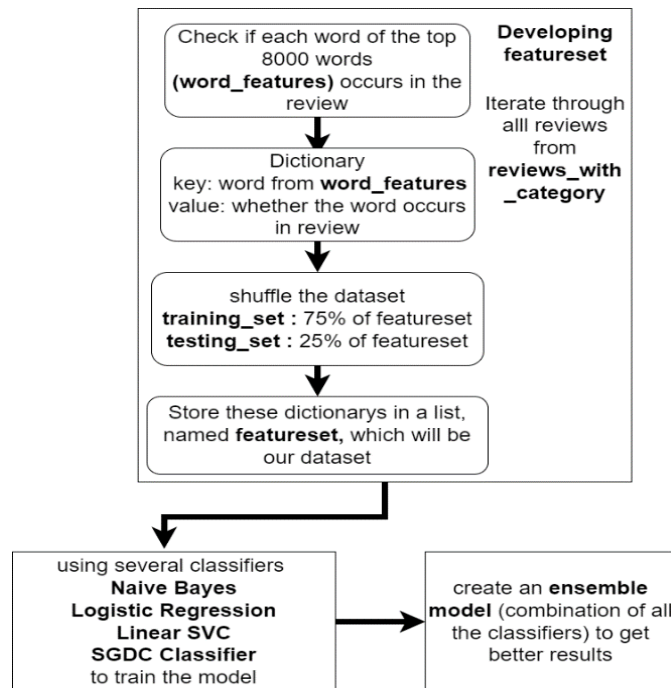 Check if each word of the top
8000 words
(word_features) occurs in the
review
Developing
featureset
Iterate through
alll reviews
from
reviews_with
_category
Dictionary
key: word from word_features
value: whether the word occurs
in review
shuffle the dataset
training_set : 75% of featureset
testing_set : 25% of featureset
Store these dictionarys in a list,
named featureset, which will be
our dataset
using several classifiers
Naive Bayes
Logistic Regression
Linear SVC
SGDC Classifier
to train the model
create an ensemble
model (combination of all
the classifiers) to get
better results